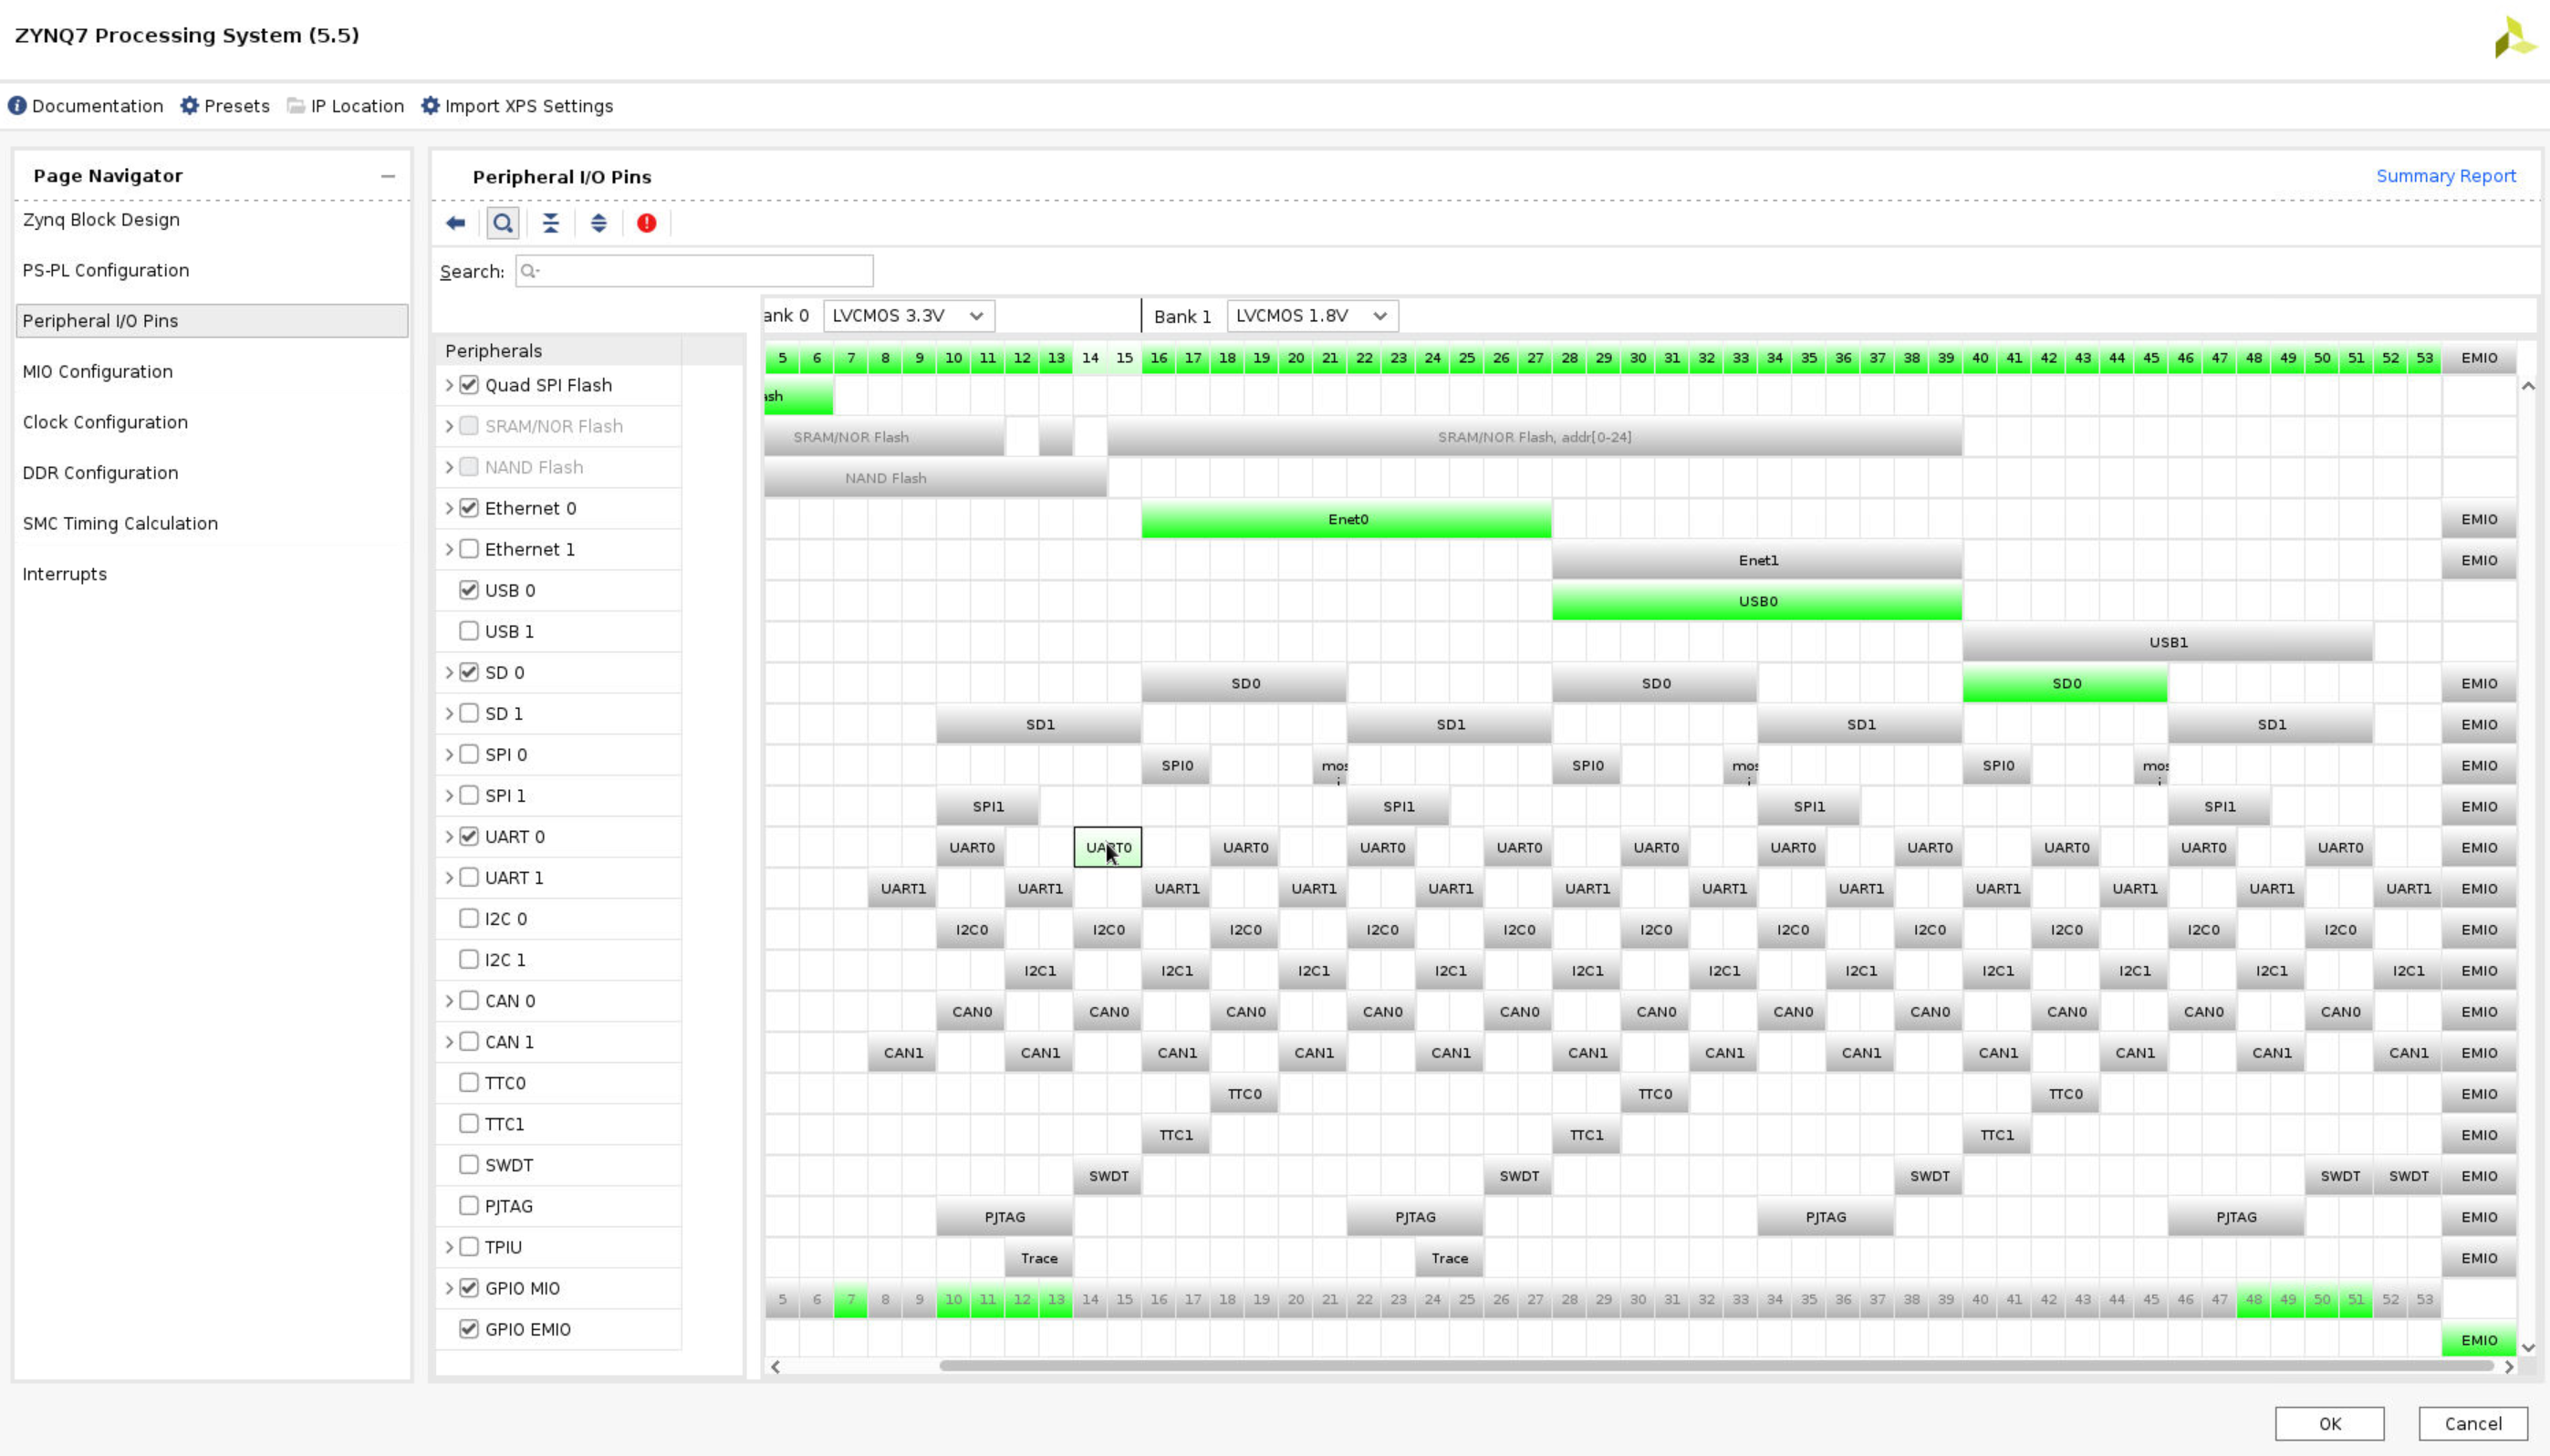 ZYNQ7 Processing System (5.5)
Documentation Presets IP Location Import XPS Settings
Page Navigator
Zynq Block Design
PS-PL Configuration
Peripheral I/O Pins
MIO Configuration
Clock Configuration
DDR Configuration
SMC Timing Calculation
Interrupts
Peripheral I/O Pins Summary Report
Search:
ank 0 LVCMOS 3.3V Bank 1 LVCMOS 1.8V
Peripherals 5 6 7 8 9 10 11 12 13 14 15 16 17 18 19 20 21 22 23 24 25 26 27 28 29 30 31 32 33 34 35 36 37 38 39 40 41 42 43 44 45 46 47 48 49 50 51 52 53 EMIO
Quad SPI Flash ash
SRAM/NOR Flash SRAM/NOR Flash SRAM/NOR Flash, addr[0-24]
NAND Flash NAND Flash
Ethernet 0 Enet0 EMIO
Ethernet 1 Enet1 EMIO
USB 0 USB0
USB 1 USB1
SD 0 SD0 SD0 SD0 EMIO
SD 1 SD1 SD1 SD1 SD1 EMIO
SPI 0 SPI0 mosi SPI0 mosi SPI0 mosi EMIO
SPI 1 SPI1 SPI1 SPI1 SPI1 EMIO
UART 0 UART0 UART0 UART0 UART0 UART0 UART0 UART0 UART0 UART0 UART0 UART0 EMIO
UART 1 UART1 UART1 UART1 UART1 UART1 UART1 UART1 UART1 UART1 UART1 UART1 UART1 EMIO
I2C 0 I2C0 I2C0 I2C0 I2C0 I2C0 I2C0 I2C0 I2C0 I2C0 I2C0 I2C0 EMIO
I2C 1 I2C1 I2C1 I2C1 I2C1 I2C1 I2C1 I2C1 I2C1 I2C1 I2C1 I2C1 EMIO
CAN 0 CAN0 CAN0 CAN0 CAN0 CAN0 CAN0 CAN0 CAN0 CAN0 CAN0 CAN0 EMIO
CAN 1 CAN1 CAN1 CAN1 CAN1 CAN1 CAN1 CAN1 CAN1 CAN1 CAN1 CAN1 CAN1 EMIO
TTC0 TTC0 TTC0 TTC0 EMIO
TTC1 TTC1 TTC1 TTC1 EMIO
SWDT SWDT SWDT SWDT SWDT SWDT EMIO
PJTAG PJTAG PJTAG PJTAG PJTAG EMIO
TPIU Trace Trace EMIO
GPIO MIO 5 6 7 8 9 10 11 12 13 14 15 16 17 18 19 20 21 22 23 24 25 26 27 28 29 30 31 32 33 34 35 36 37 38 39 40 41 42 43 44 45 46 47 48 49 50 51 52 53
GPIO EMIO EMIO
OK Cancel